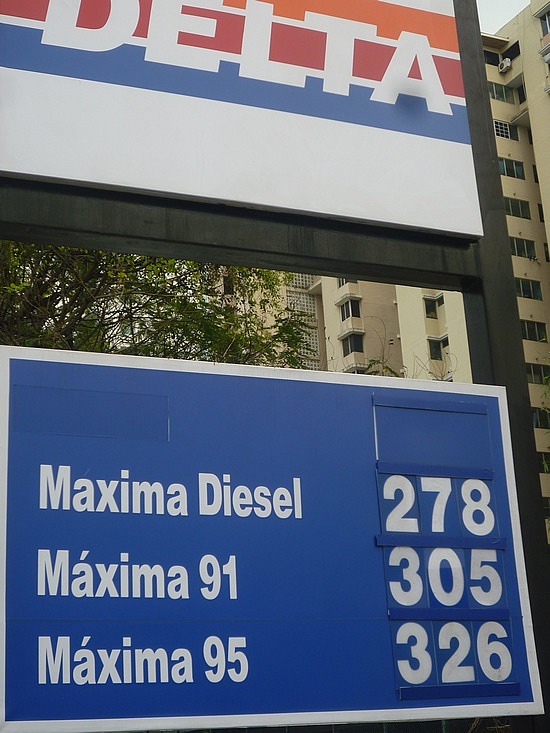 DELTA
Maxima Diesel 278
Máxima 91 305
Máxima 95 326